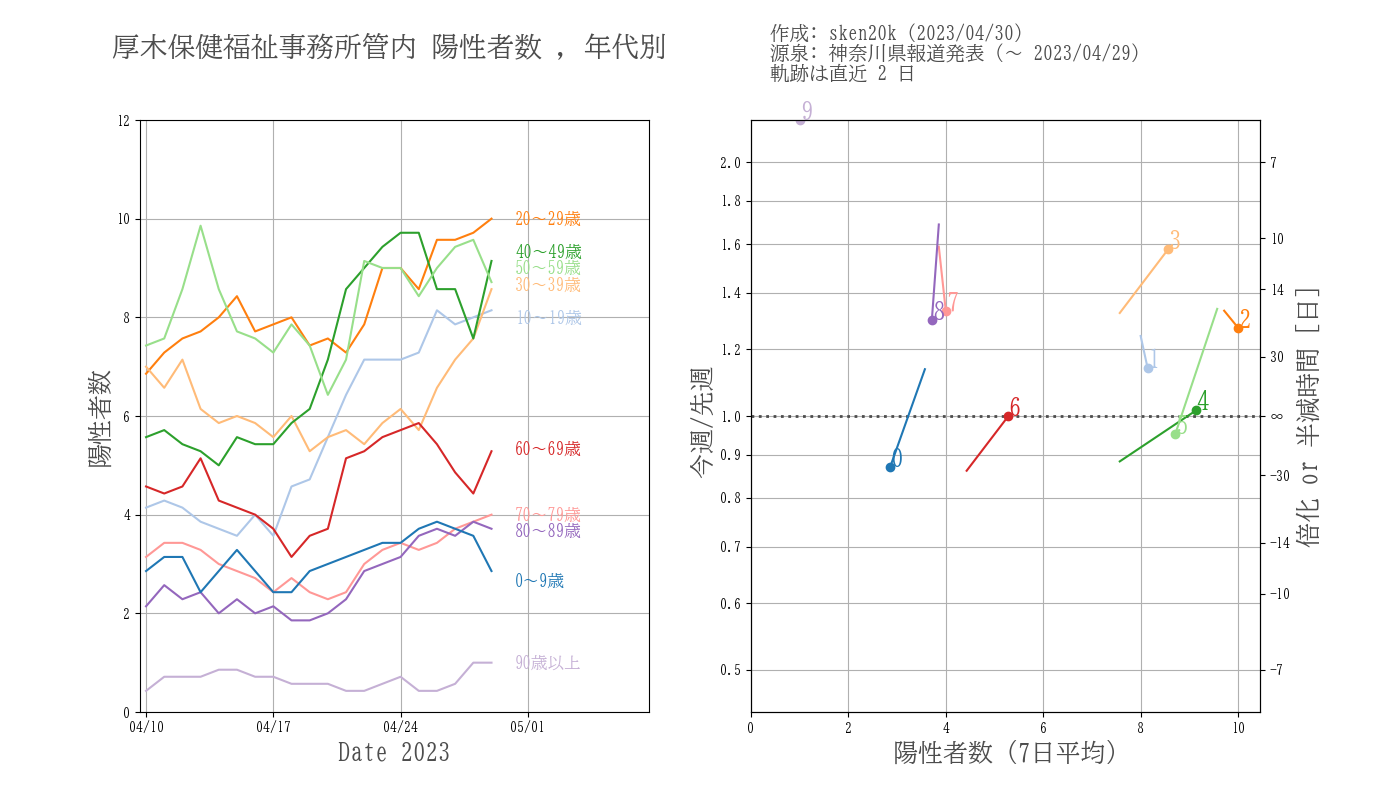 厚木保健福祉事務所管内 陽性者数 , 年代別
作成: sken20k (2023/04/30)
源泉: 神奈川県報道発表 (～ 2023/04/29)
軌跡は直近 2 日
陽性者数
12
10
8
6
4
2
0
04/10
04/17
04/24
05/01
Date 2023
20～29歳
40～49歳
50～59歳
30～39歳
10～19歳
60～69歳
70～79歳
80～89歳
0～9歳
90歳以上
今週/先週
2.0
1.8
1.6
1.4
1.2
1.0
0.9
0.8
0.7
0.6
0.5
9
3
7
8
2
1
6
4
5
0
0
2
4
6
8
10
陽性者数 (7日平均)
7
10
14
30
∞
−30
−14
−10
−7
倍化 or 半減時間 [日]